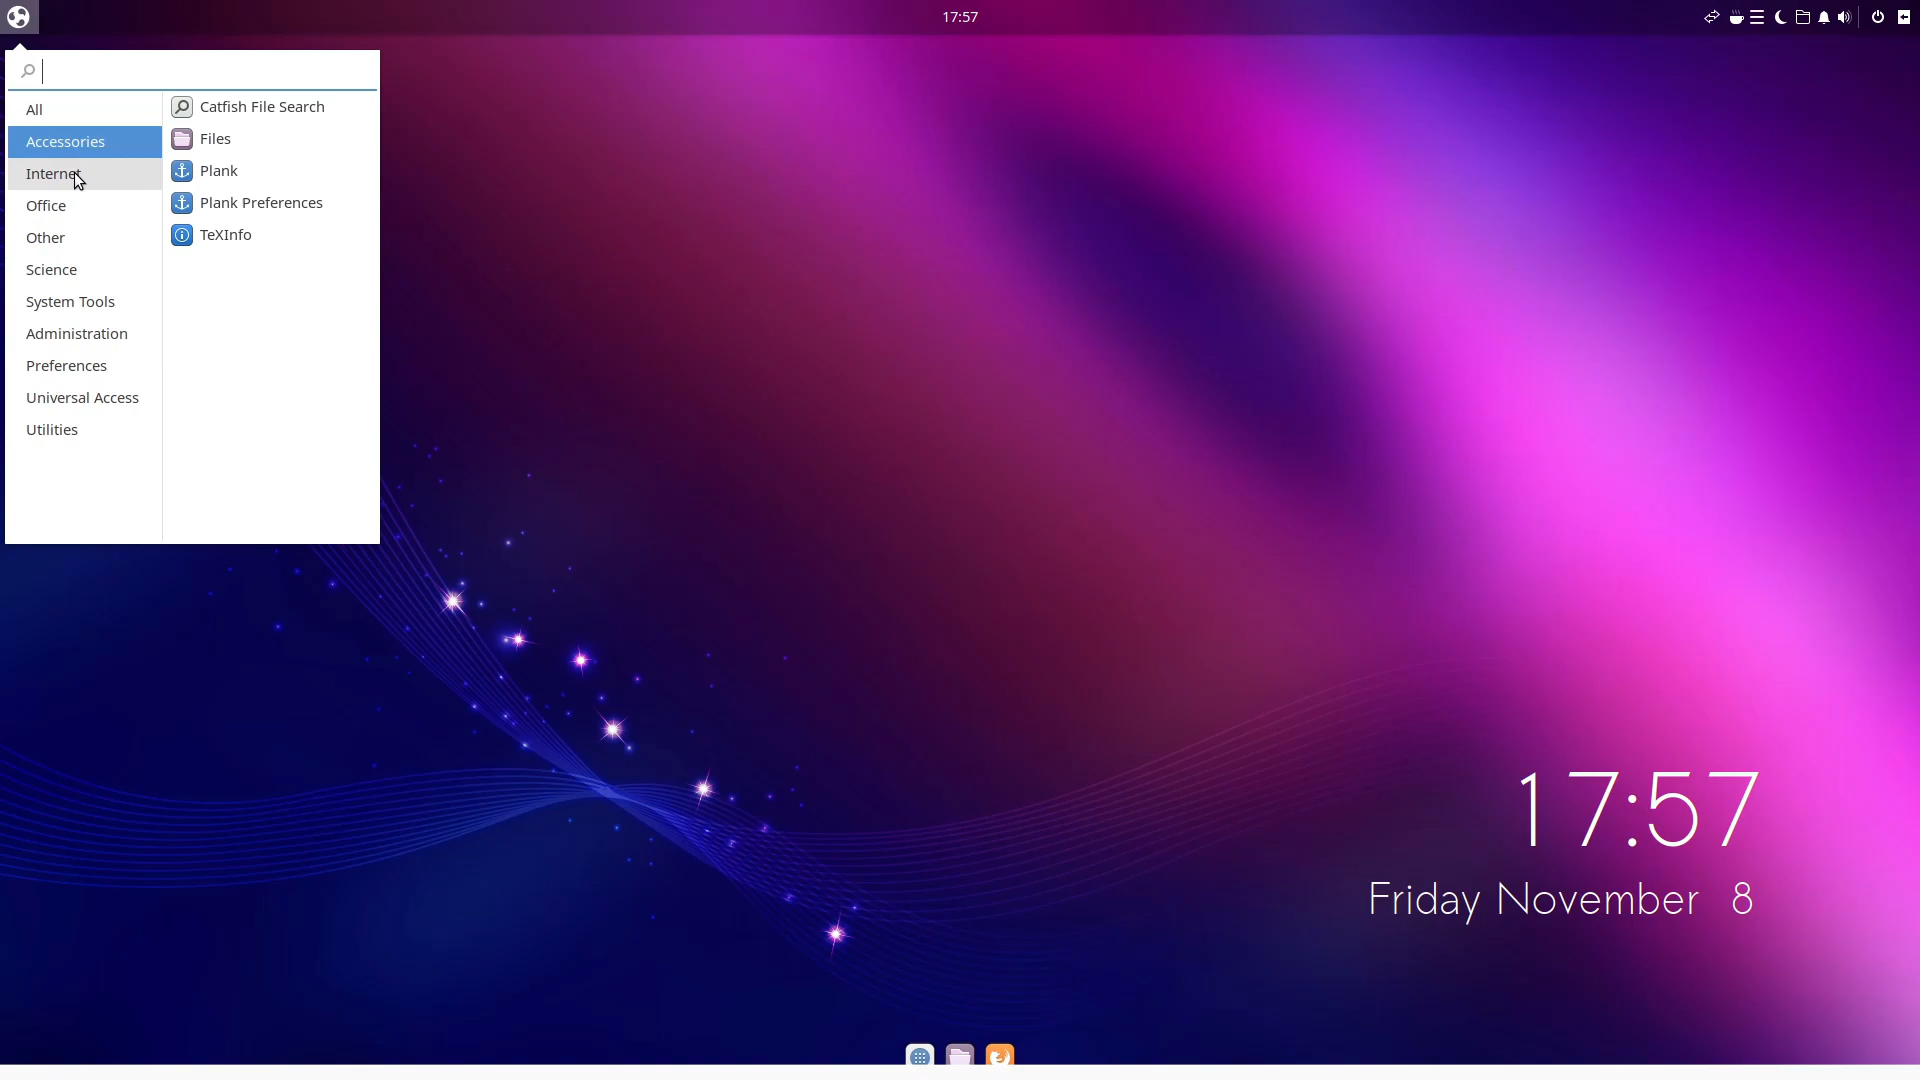 17:57
All
Accessories
Internet
Office
Other
Science
System Tools
Administration
Preferences
Universal Access
Utilities
Catfish File Search
Files
Plank
Plank Preferences
TeXInfo
17:57
Friday November 8